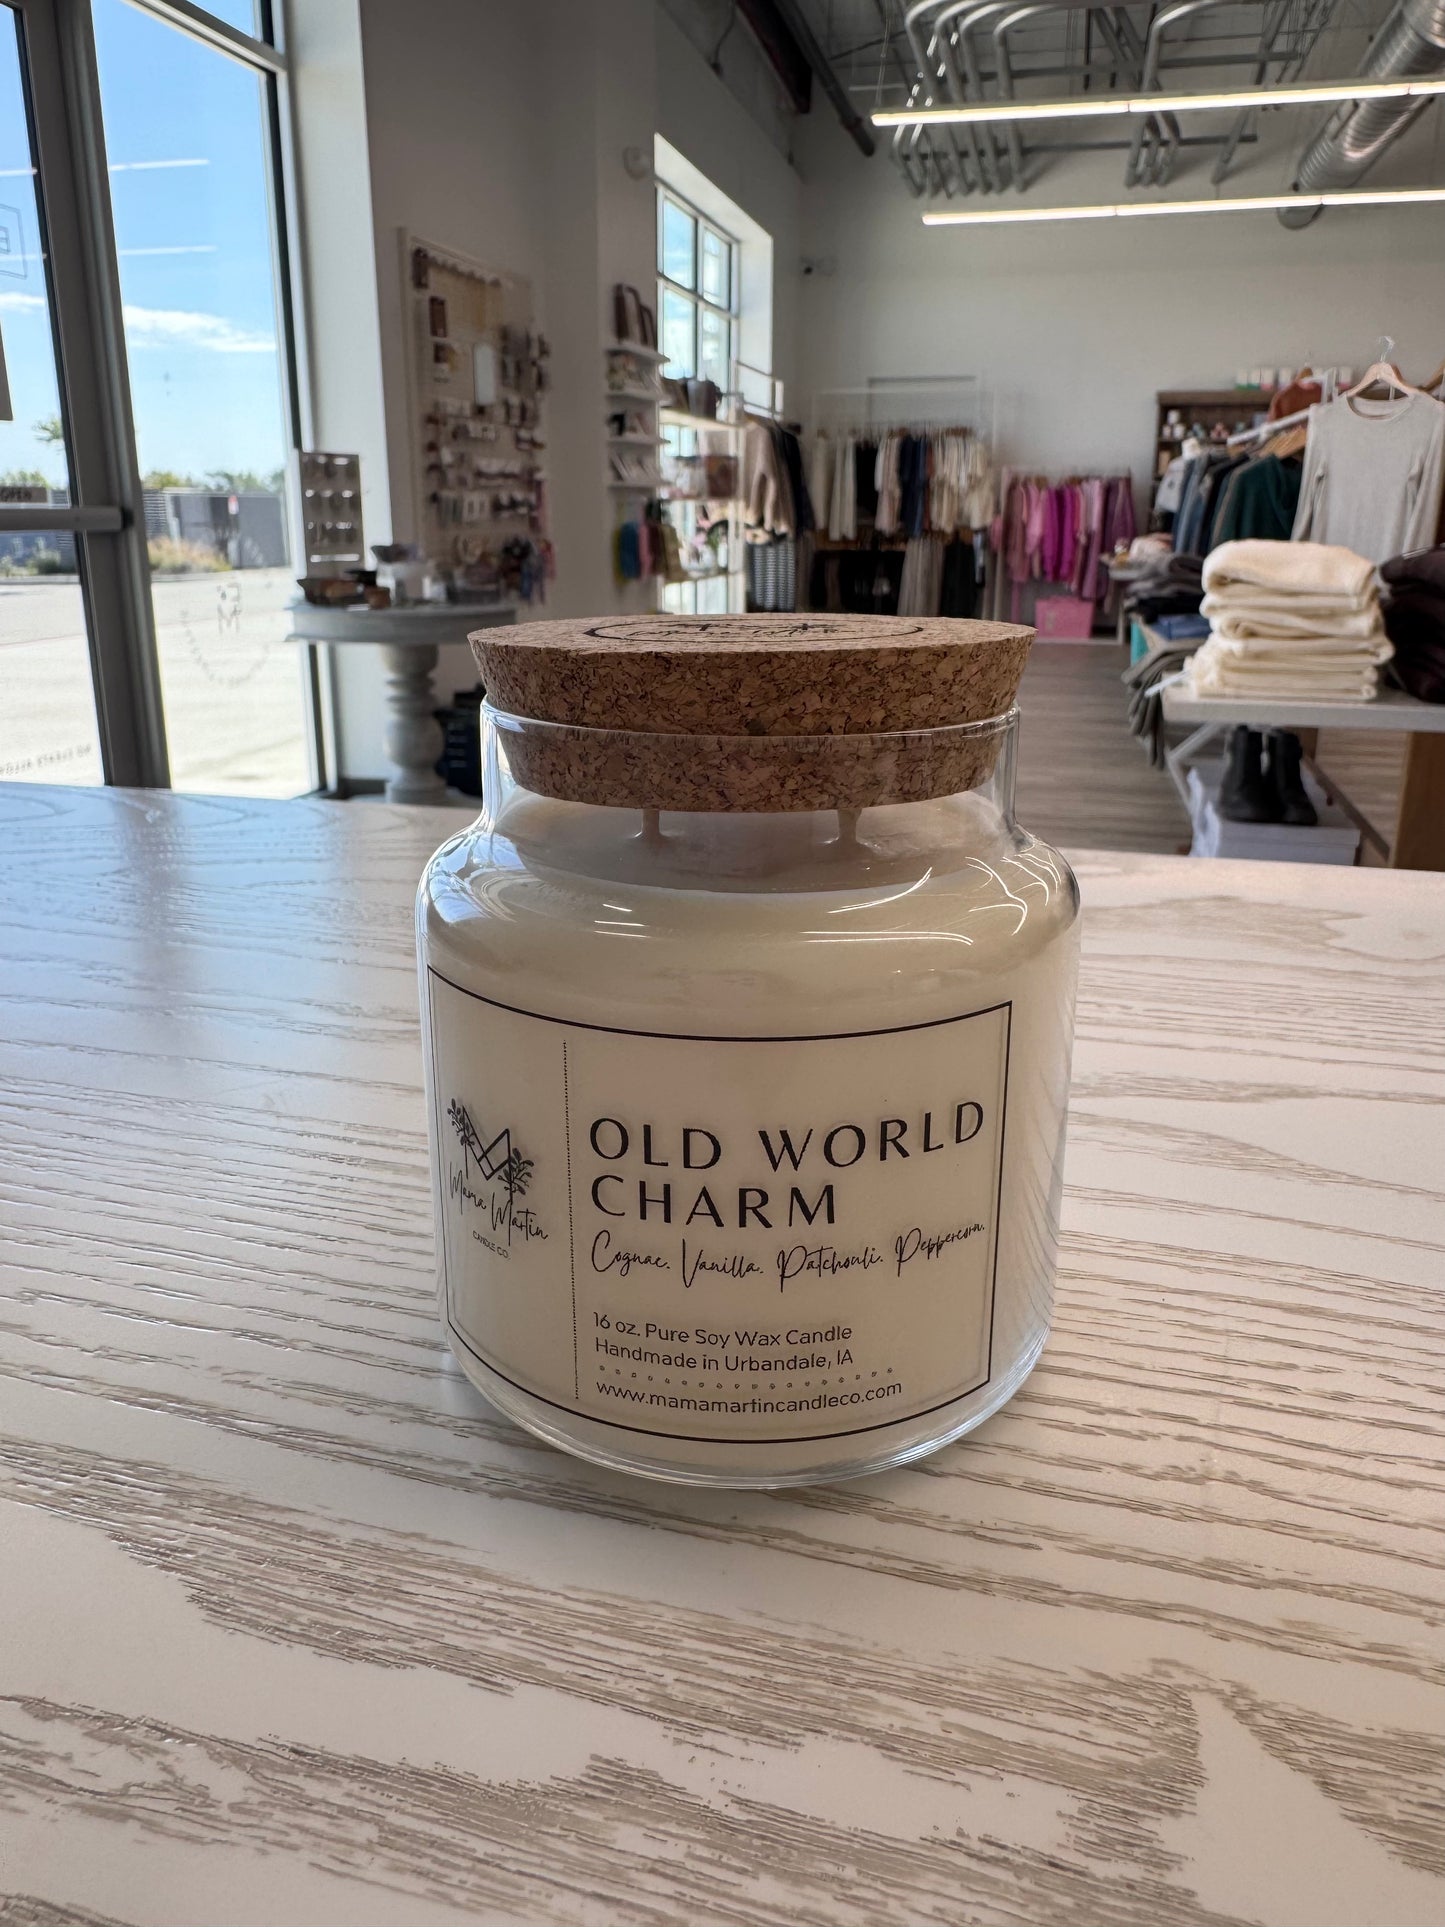 OPEN
Mama Martin
CANDLE CO.
OLD WORLD
CHARM
Cognac. Vanilla. Patchouli. Peppercorn.
16 oz. Pure Soy Wax Candle
Handmade in Urbandale, IA
www.mamamartincandleco.com